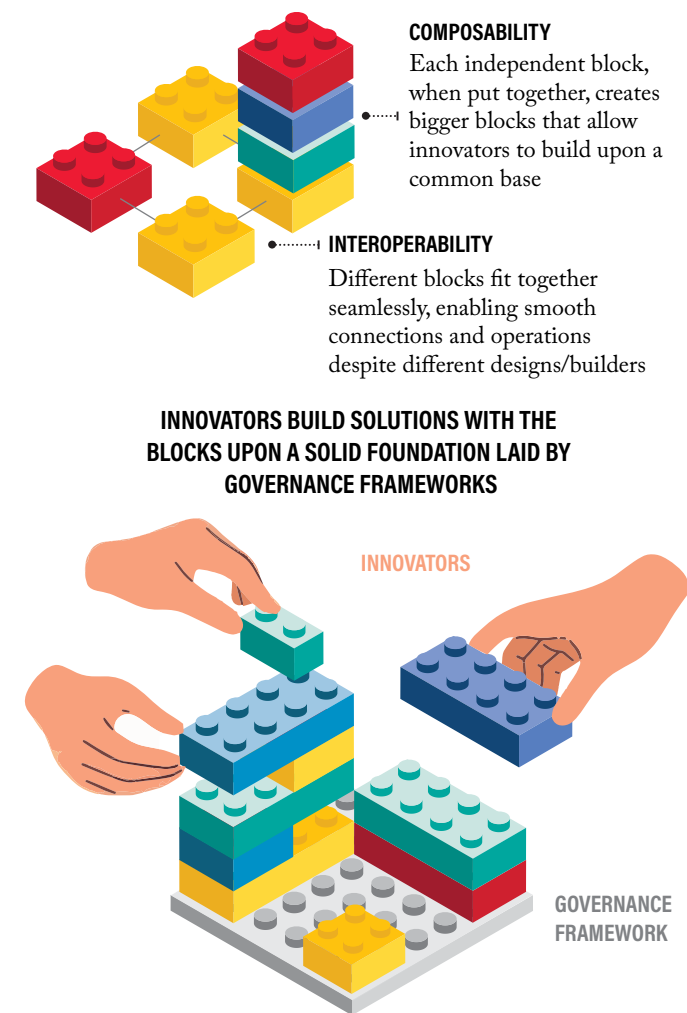 COMPOSABILITY
Each independent block,
when put together, creates
bigger blocks that allow
innovators to build upon a
common base
INTEROPERABILITY
Different blocks fit together
seamlessly, enabling smooth
connections and operations
despite different designs/builders
INNOVATORS BUILD SOLUTIONS WITH THE
BLOCKS UPON A SOLID FOUNDATION LAID BY
GOVERNANCE FRAMEWORKS
INNOVATORS
GOVERNANCE
FRAMEWORK